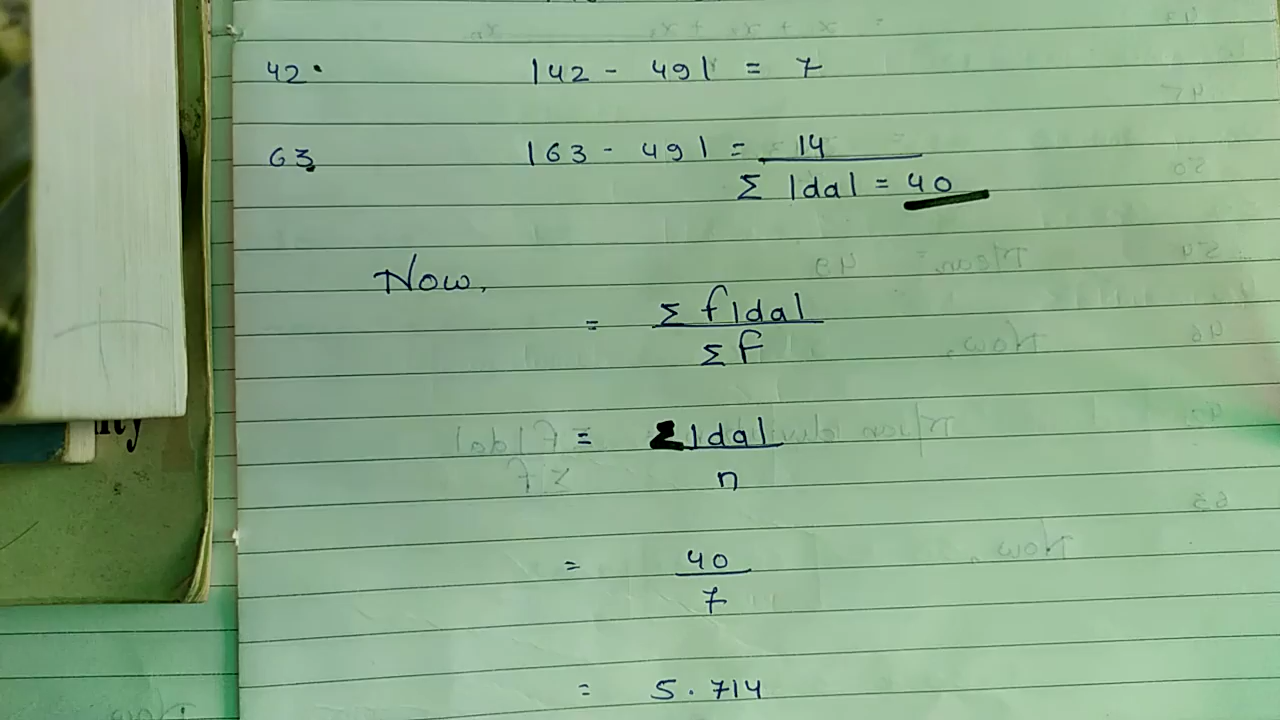 42. |42 - 49| = 7
63. |63 - 49| = 14
Σ |da| = 40
Now,
= Σ f|da|
Σ f
= Σ|da|
n
= 40
7
= 5.714